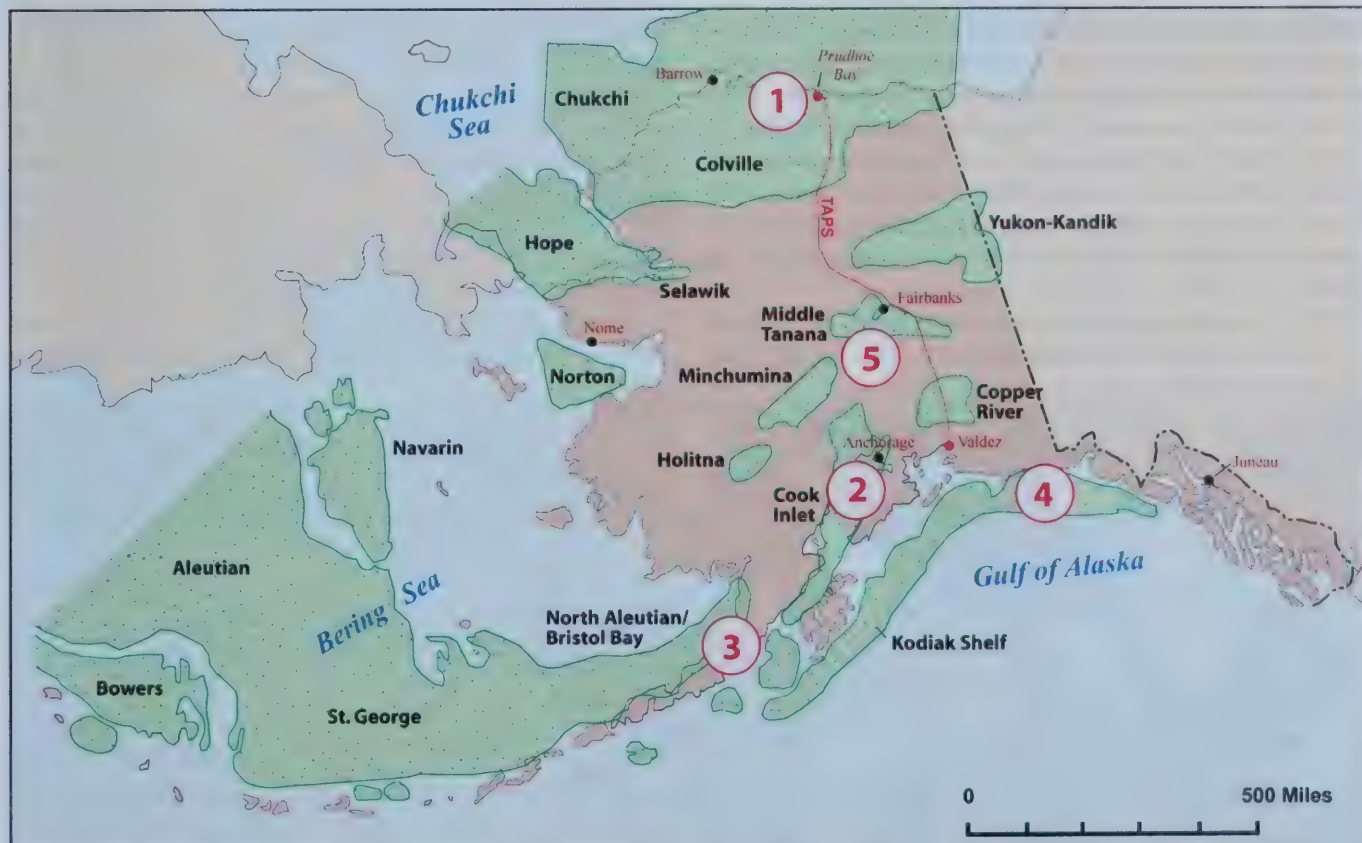 Barrow
Prudhoe
Bay
Chukchi
Sea
Chukchi
1
Colville
TAPS
Yukon-Kandik
Hope
Selawik
Fairbanks
Middle
Tanana
Nome
5
Norton
Minchumina
Copper
River
Navarin
Anchorage
Valdez
Holitna
Juneau
2
4
Cook
Inlet
Aleutian
Gulf of Alaska
Bering Sea
North Aleutian/
Bristol Bay
3
Kodiak Shelf
Bowers
St. George
0
500 Miles